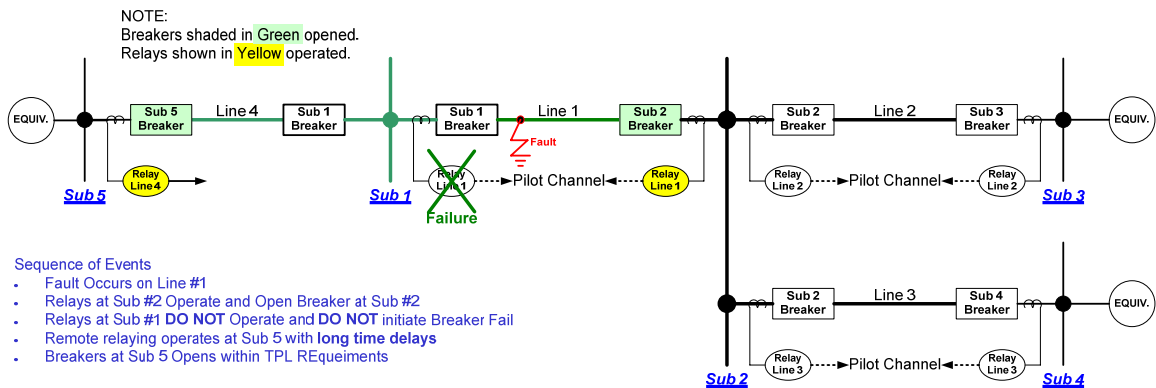 NOTE:
Breakers shaded in Green opened.
Relays shown in Yellow operated.
EQUIV.
Sub 5
Breaker
Line 4
Sub 1
Breaker
Sub 1
Breaker
Line 1
Sub 2
Breaker
Sub 2
Breaker
Line 2
Sub 3
Breaker
EQUIV.
Fault
Relay
Line 4
Relay
Line 1
Pilot Channel
Relay
Line 1
Relay
Line 2
Pilot Channel
Relay
Line 2
Sub 5
Sub 1
Failure
Sub 3
Sequence of Events
• Fault Occurs on Line #1
• Relays at Sub #2 Operate and Open Breaker at Sub #2
• Relays at Sub #1 DO NOT Operate and DO NOT initiate Breaker Fail
• Remote relaying operates at Sub 5 with long time delays
• Breakers at Sub 5 Opens within TPL REqueiments
Sub 2
Breaker
Line 3
Sub 4
Breaker
EQUIV.
Relay
Line 3
Pilot Channel
Relay
Line 3
Sub 2
Sub 4